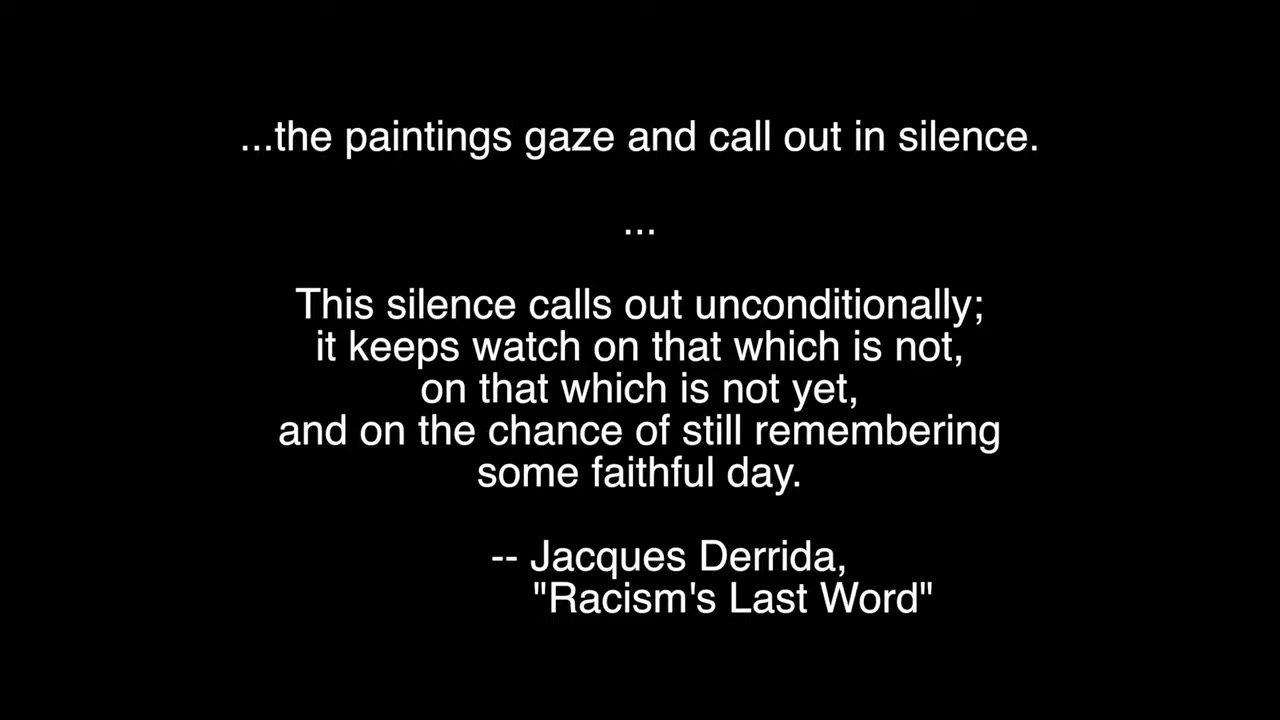 ...the paintings gaze and call out in silence.
...
This silence calls out unconditionally;
it keeps watch on that which is not,
on that which is not yet,
and on the chance of still remembering
some faithful day.
-- Jacques Derrida,
"Racism's Last Word"